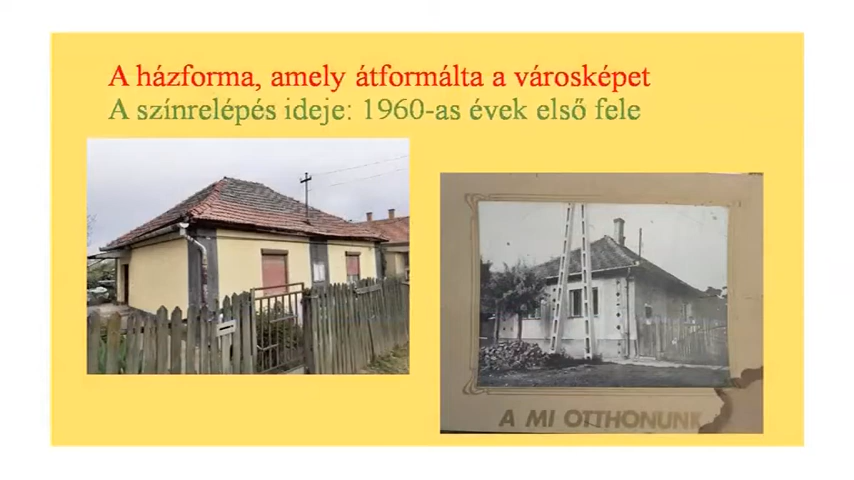 A házforma, amely átformálta a városképet
A színrelépés ideje: 1960-as évek első fele
A MI OTTHONUNK